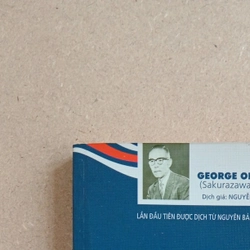 GEORGE O
(Sakurazawa
Dịch giả: NGUYỄ
LẦN ĐẦU TIÊN ĐƯỢC DỊCH TỪ NGUYÊN BẢ